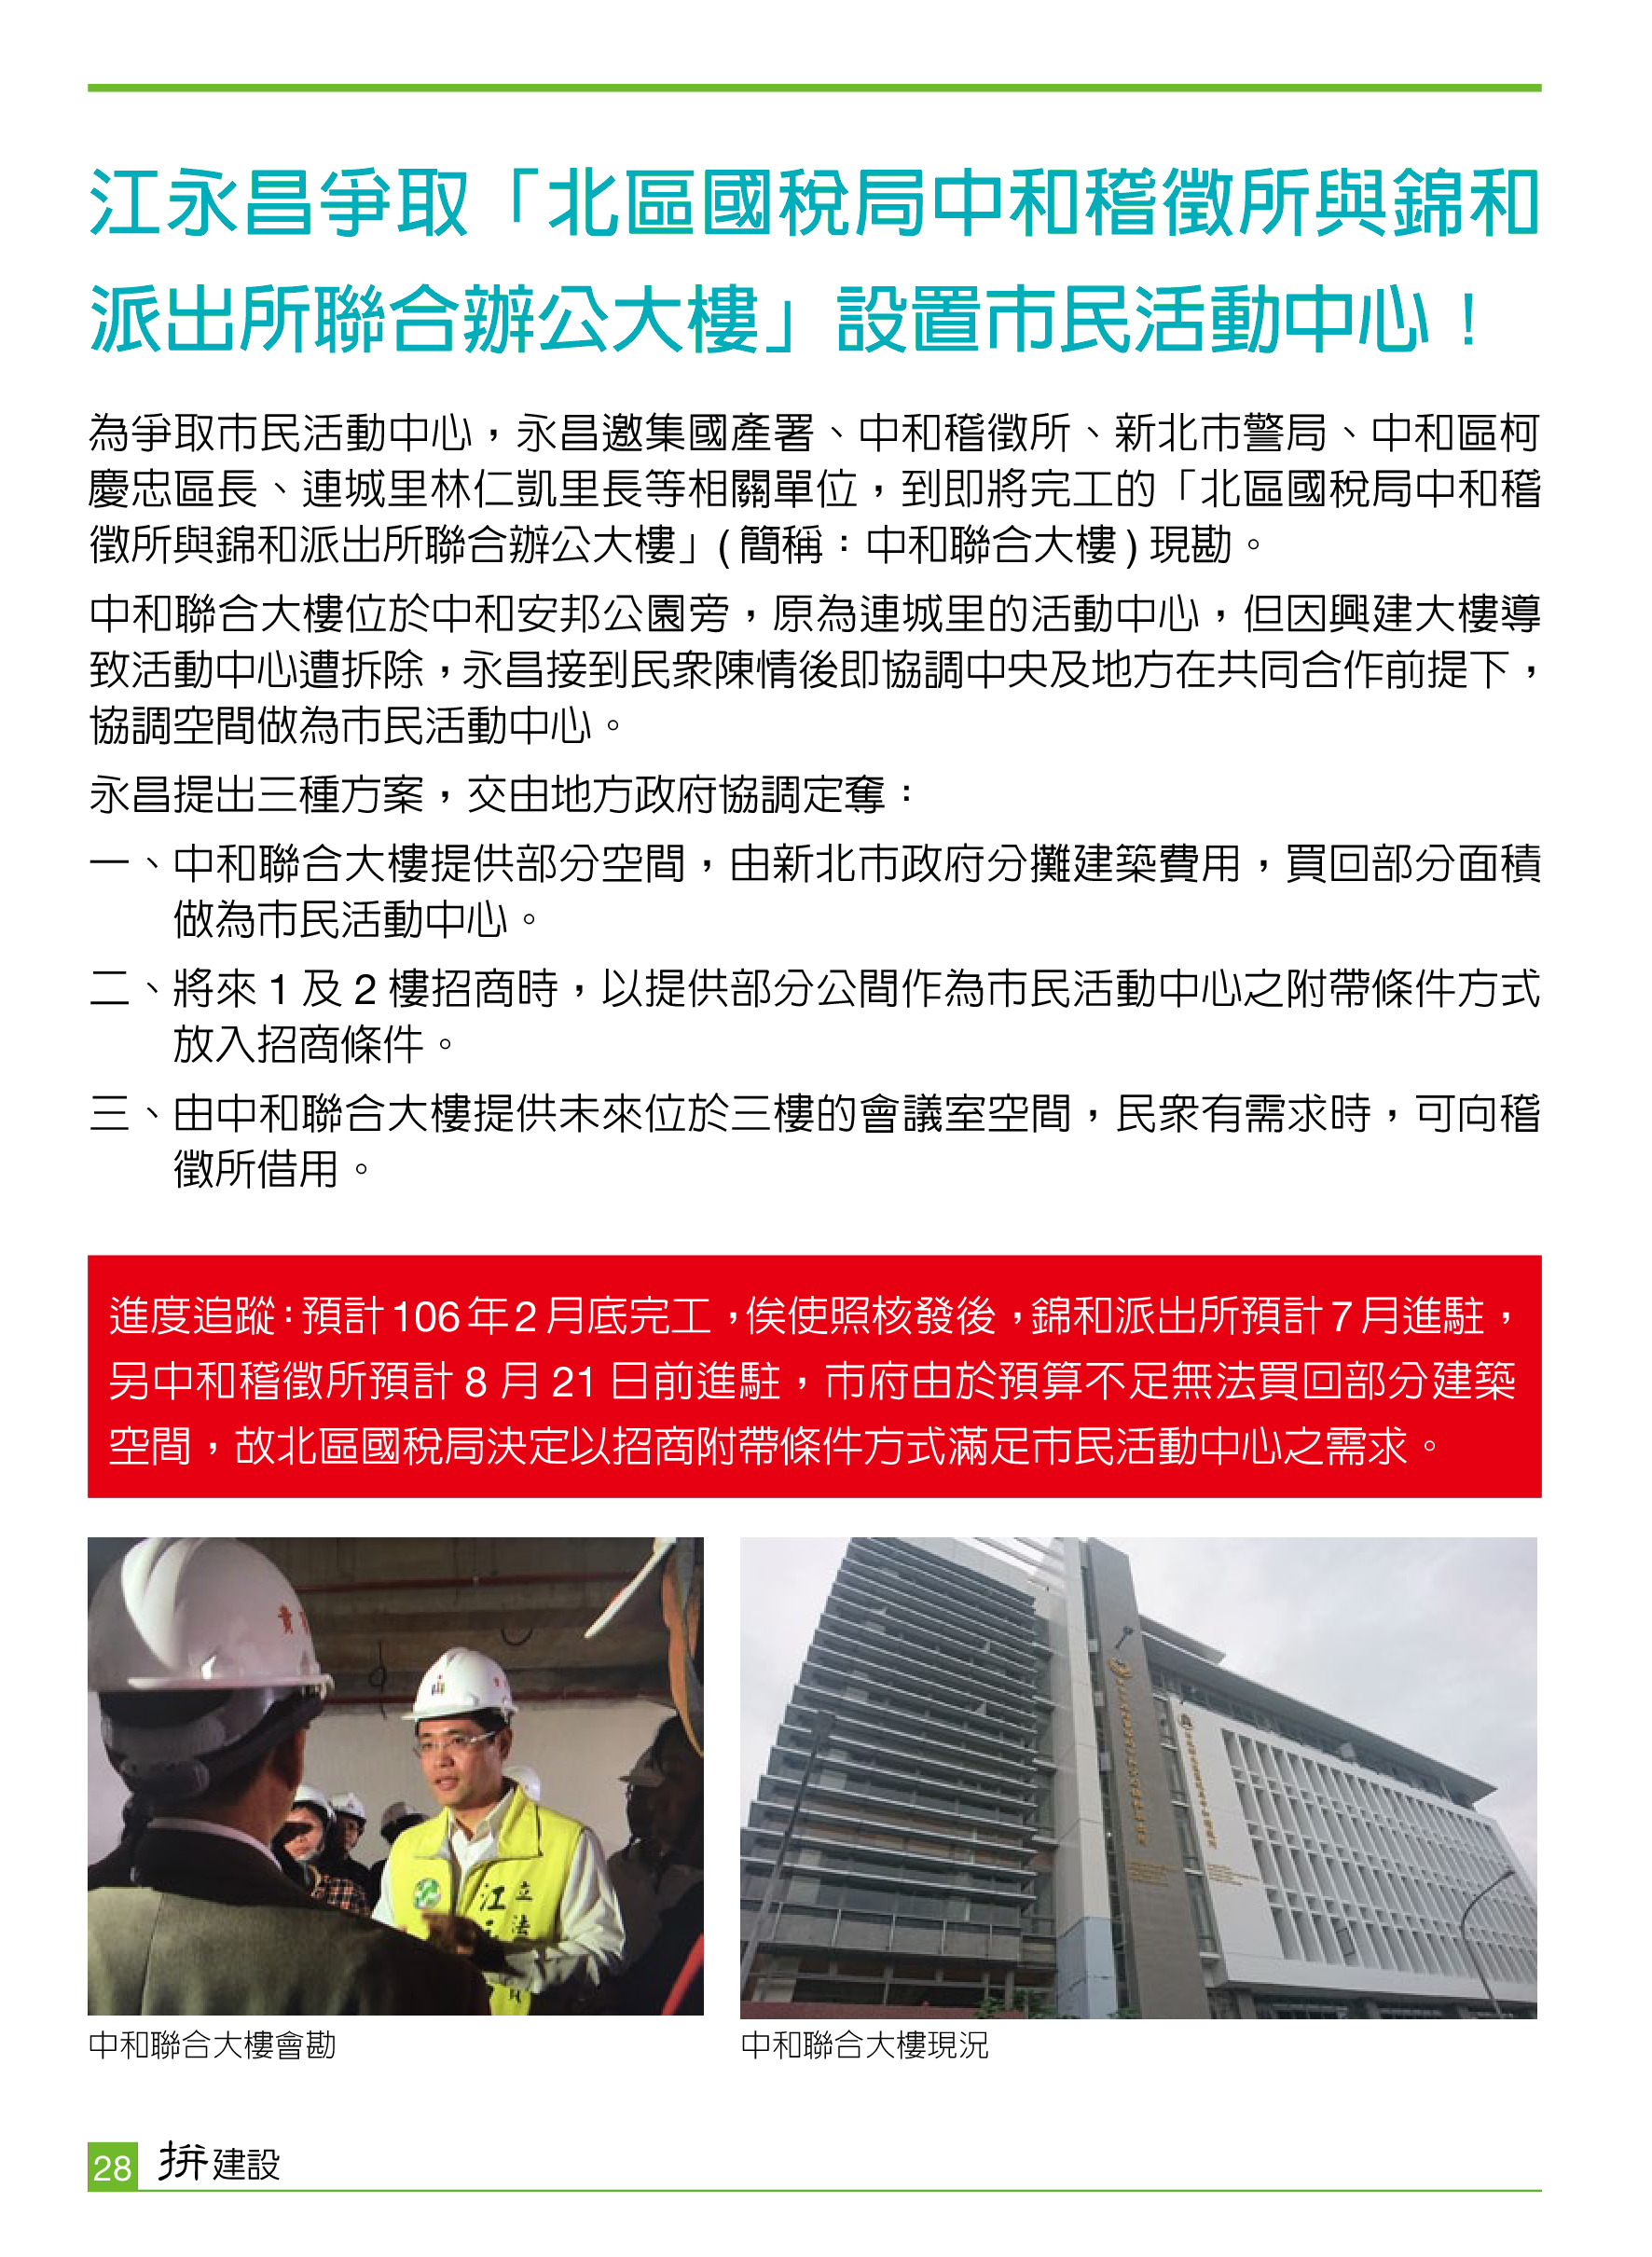 江永昌爭取「北區國稅局中和稽徵所與錦和
派出所聯合辦公大樓」設置市民活動中心！
為爭取市民活動中心，永昌邀集國產署、中和稽徵所、新北市警局、中和區柯
慶忠區長、連城里林仁凱里長等相關單位，到即將完工的「北區國稅局中和稽
徵所與錦和派出所聯合辦公大樓」(簡稱：中和聯合大樓) 現勘。
中和聯合大樓位於中和安邦公園旁，原為連城里的活動中心，但因興建大樓導
致活動中心遭拆除，永昌接到民眾陳情後即協調中央及地方在共同合作前提下，
協調空間做為市民活動中心。
永昌提出三種方案，交由地方政府協調定奪：
一、中和聯合大樓提供部分空間，由新北市政府分攤建築費用，買回部分面積
做為市民活動中心。
二、將來 1 及 2 樓招商時，以提供部分公間作為市民活動中心之附帶條件方式
放入招商條件。
三、由中和聯合大樓提供未來位於三樓的會議室空間，民眾有需求時，可向稽
徵所借用。
進度追蹤：預計 106 年 2 月底完工，俟使照核發後，錦和派出所預計 7 月進駐，
另中和稽徵所預計 8 月 21 日前進駐，市府由於預算不足無法買回部分建築
空間，故北區國稅局決定以招商附帶條件方式滿足市民活動中心之需求。
立法
江
中和聯合大樓會勘
中和聯合大樓現況
28 拚建設